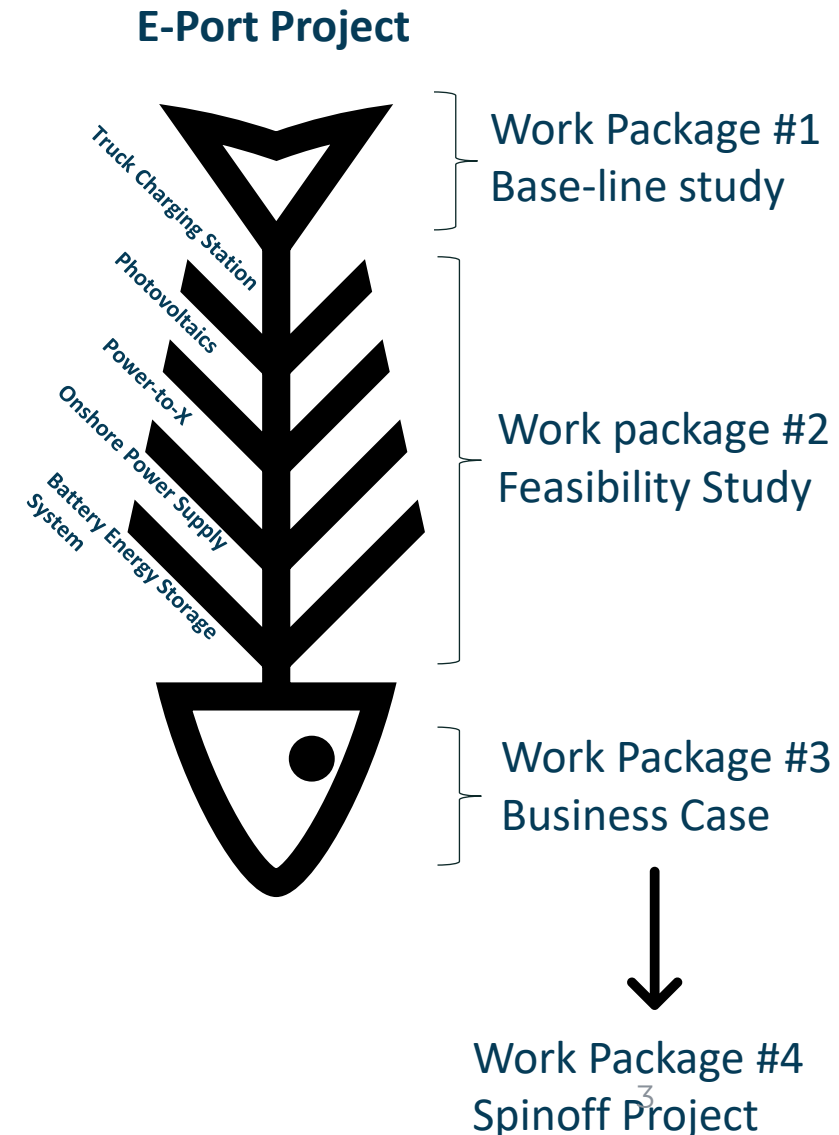 E-Port Project
Work Package #1
Base-line study
Truck Charging Station
Photovoltaics
Power-to-X
Onshore Power Supply
Battery Energy Storage
System
Work package #2
Feasibility Study
Work Package #3
Business Case
Work Package #4
Spinoff Project
3